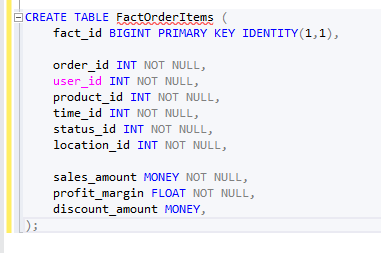 CREATE TABLE FactOrderItems (
fact_id BIGINT PRIMARY KEY IDENTITY(1,1),
order_id INT NOT NULL,
user_id INT NOT NULL,
product_id INT NOT NULL,
time_id INT NOT NULL,
status_id INT NOT NULL,
location_id INT NOT NULL,
sales_amount MONEY NOT NULL,
profit_margin FLOAT NOT NULL,
discount_amount MONEY,
);